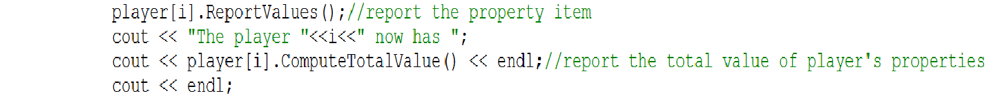 player[i].ReportValues();//report the property item
cout << "The player "<<i<<" now has ";
cout << player[i].ComputeTotalValue() << endl;//report the total value of player's properties
cout << endl;